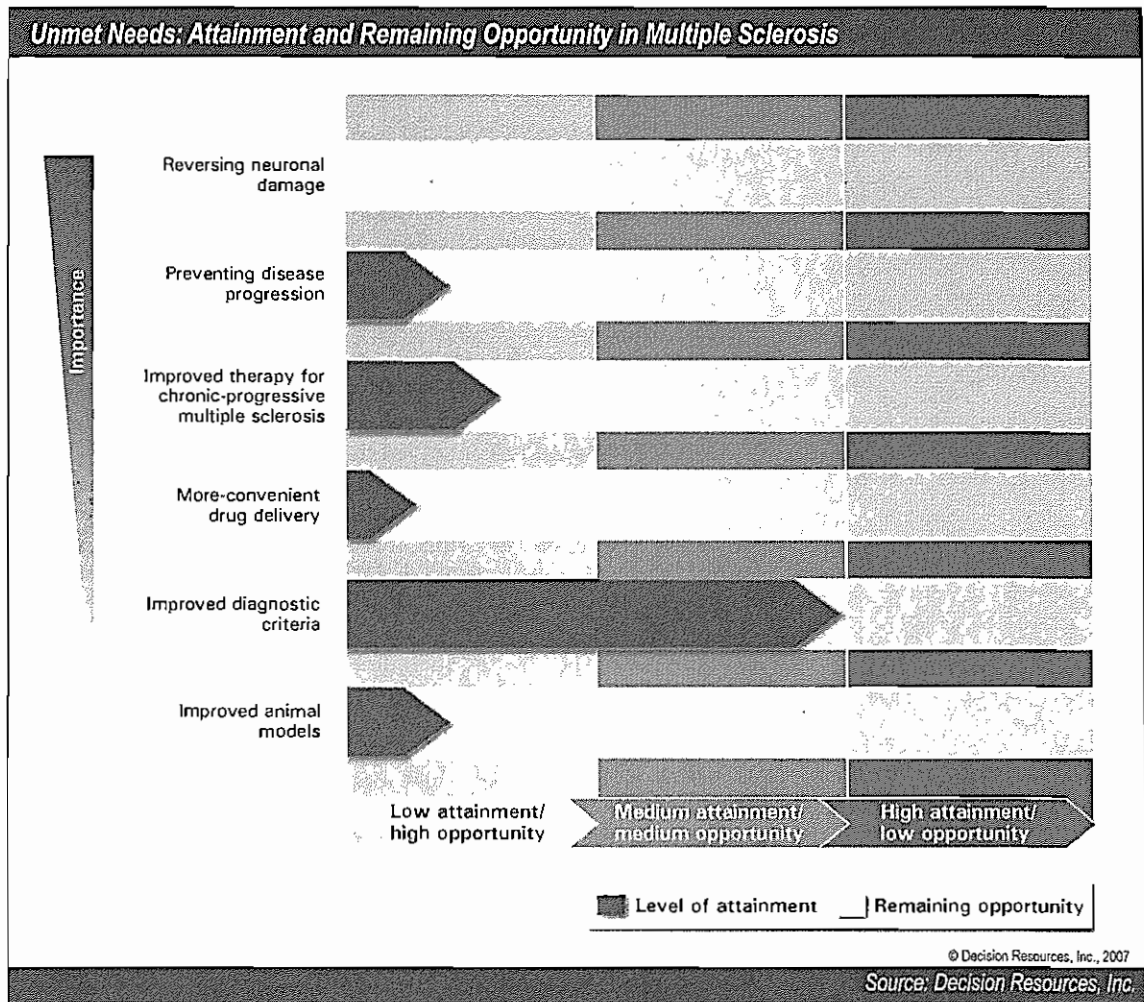 Unmet Needs: Attainment and Remaining Opportunity in Multiple Sclerosis
Importance
Reversing neuronal
damage
Preventing disease
progression
Improved therapy for
chronic-progressive
multiple sclerosis
More-convenient
drug delivery
Improved diagnostic
criteria
Improved animal
models
Low attainment/
high opportunity
Medium attainment/
medium opportunity
High attainment/
low opportunity
Level of attainment
Remaining opportunity
© Decision Resources, Inc., 2007
Source: Decision Resources, Inc.